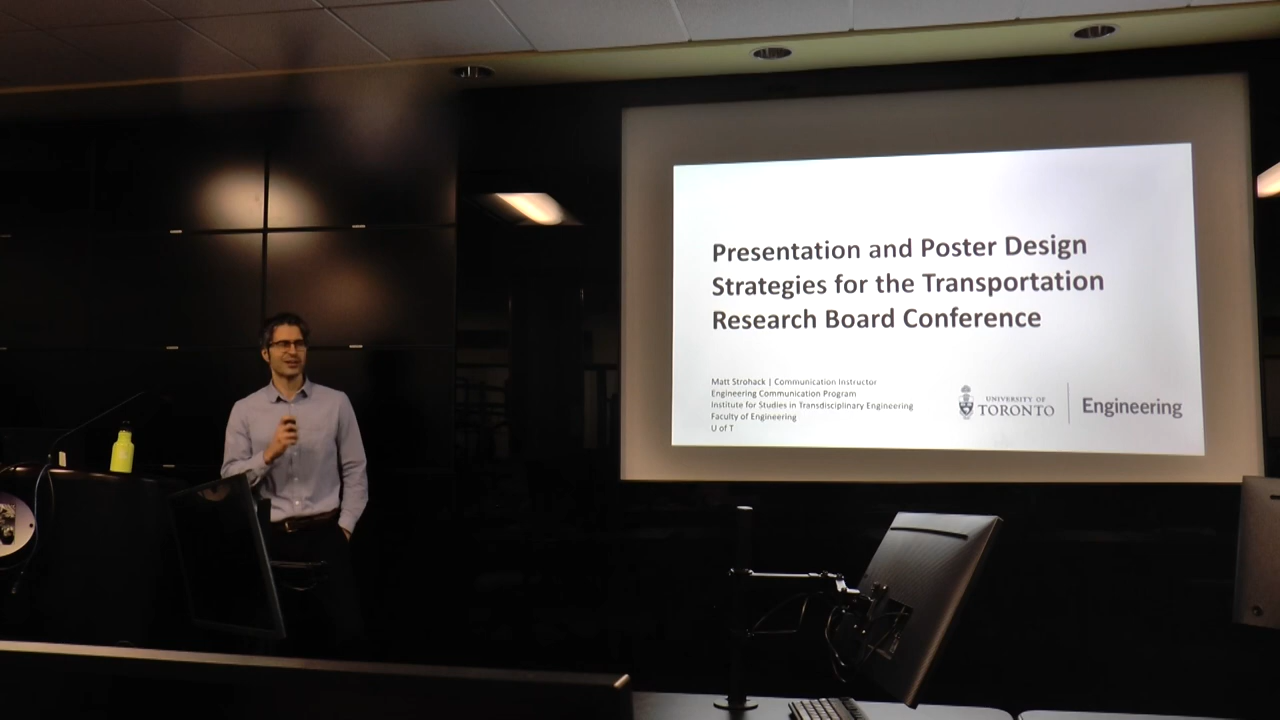 Presentation and Poster Design
Strategies for the Transportation
Research Board Conference
Matt Strohack | Communication Instructor
Engineering Communication Program
Institute for Studies in Transdisciplinary Engineering
Faculty of Engineering
U of T
UNIVERSITY OF
TORONTO
Engineering